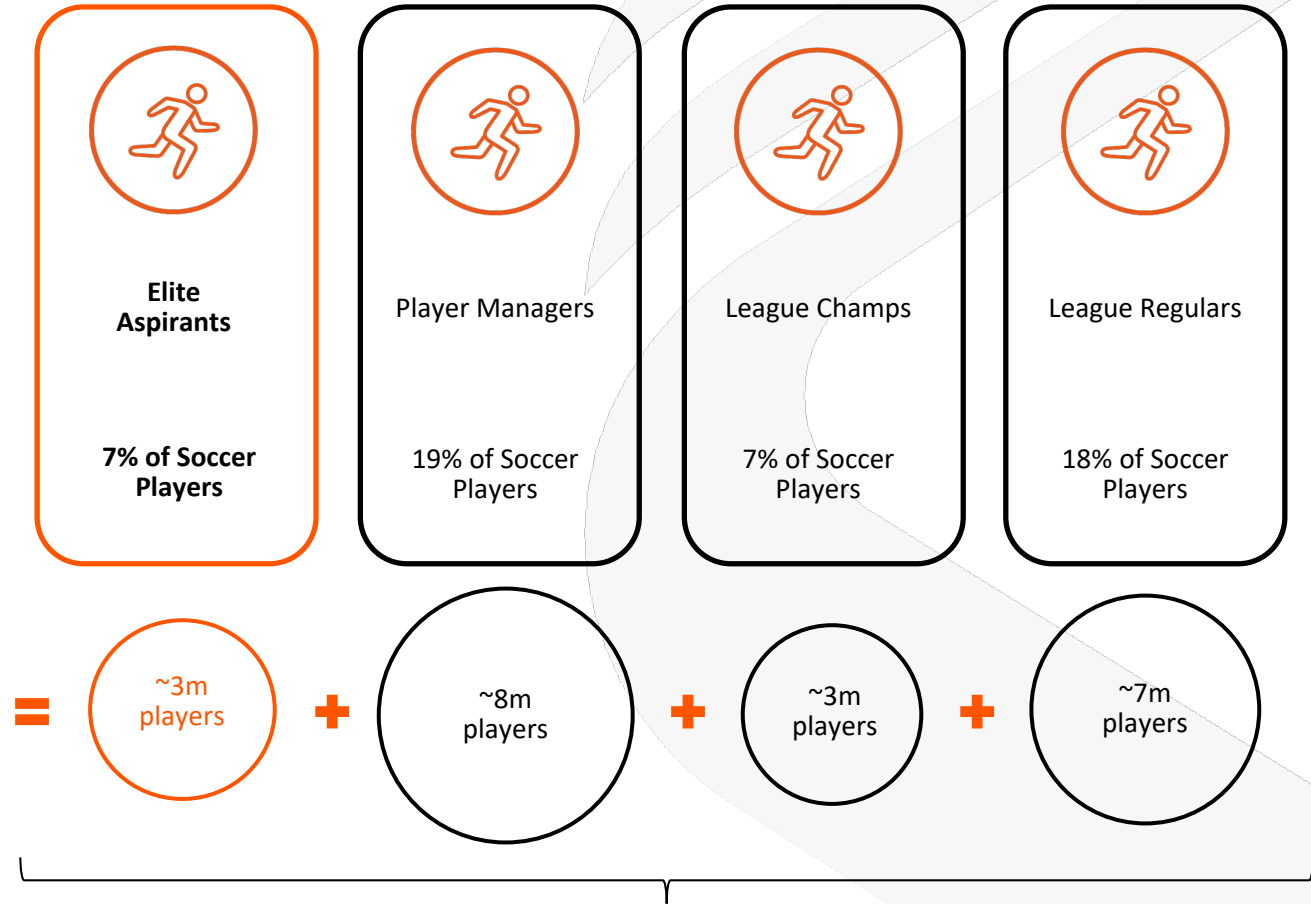 Elite
Aspirants
7% of Soccer
Players
Player Managers
19% of Soccer
Players
League Champs
7% of Soccer
Players
League Regulars
18% of Soccer
Players
=
~3m
players
+
~8m
players
+
~3m
players
+
~7m
players